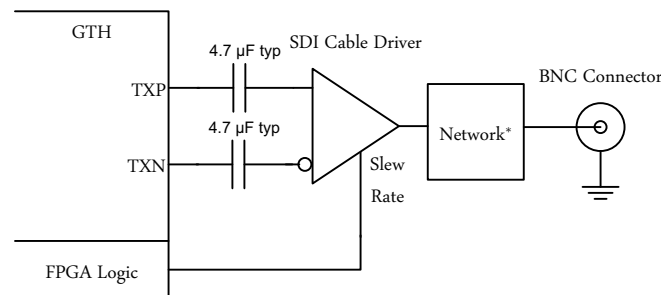 GTH
SDI Cable Driver
4.7 µF typ
BNC Connector
TXP
4.7 µF typ
Network*
TXN
Slew
Rate
FPGA Logic